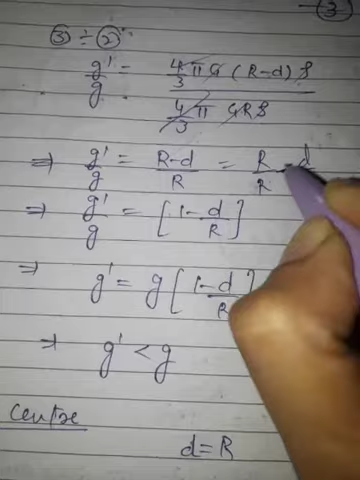 ③
③ ÷ ②
g'/g = 4/3 π G (R-d) ρ / 4/3 π G R ρ
⇒ g'/g = R-d/R = R/R - d
⇒ g'/g = [1 - d/R]
⇒ g' = g [1 - d/R]
⇒ g' < g
Centre
d = R